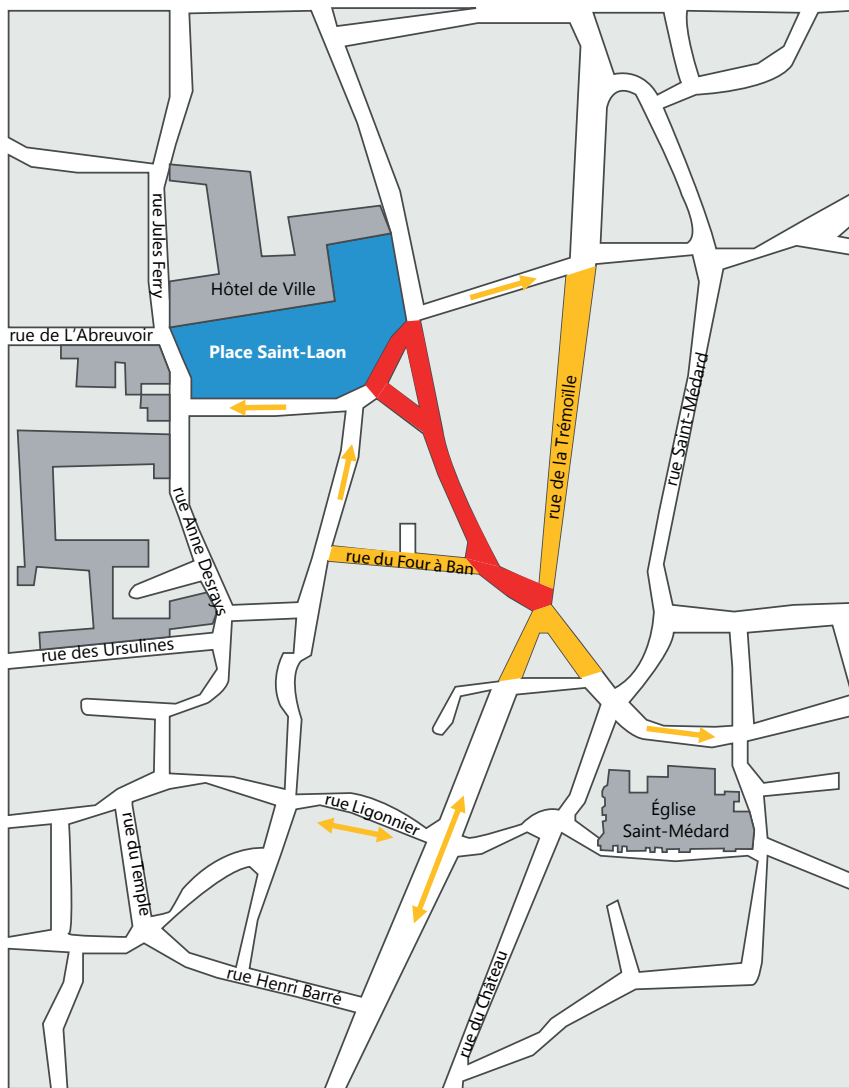 rue Jules Ferry
Hôtel de Ville
rue de L'Abreuvoir
Place Saint-Laon
rue Saint-Médard
rue de la Trémoïlle
rue Anne Desrays
rue du Four à Ban
rue des Ursulines
rue Ligonnier
Église
Saint-Médard
rue du Temple
rue Henri Barré
rue du Château